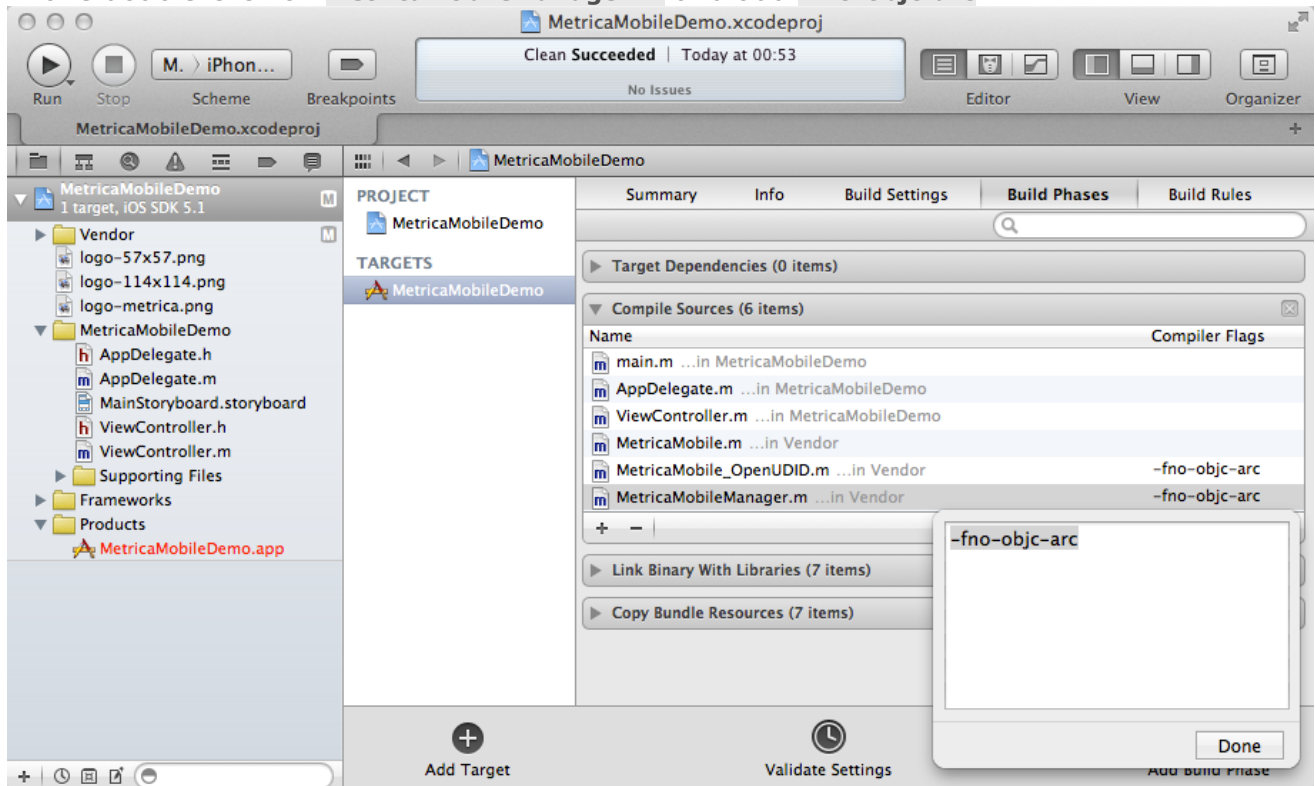 MetricaMobileDemo.xcodeproj
Clean Succeeded | Today at 00:53
No Issues
M. 〉 iPhon...
Run
Stop
Scheme
Breakpoints
Editor
View
Organizer
MetricaMobileDemo.xcodeproj
MetricaMobileDemo
1 target, iOS SDK 5.1
M
Vendor
M
logo-57x57.png
logo-114x114.png
logo-metrica.png
MetricaMobileDemo
h AppDelegate.h
m AppDelegate.m
MainStoryboard.storyboard
h ViewController.h
m ViewController.m
Supporting Files
Frameworks
Products
MetricaMobileDemo.app
MetricaMobileDemo
PROJECT
MetricaMobileDemo
TARGETS
MetricaMobileDemo
Summary
Info
Build Settings
Build Phases
Build Rules
Target Dependencies (0 items)
Compile Sources (6 items)
Name
Compiler Flags
m main.m ...in MetricaMobileDemo
m AppDelegate.m ...in MetricaMobileDemo
m ViewController.m ...in MetricaMobileDemo
m MetricaMobile.m ...in Vendor
m MetricaMobile_OpenUDID.m ...in Vendor -fno-objc-arc
m MetricaMobileManager.m ...in Vendor -fno-objc-arc
Link Binary With Libraries (7 items)
Copy Bundle Resources (7 items)
-fno-objc-arc
Done
Add Target
Validate Settings
Add Build Phase